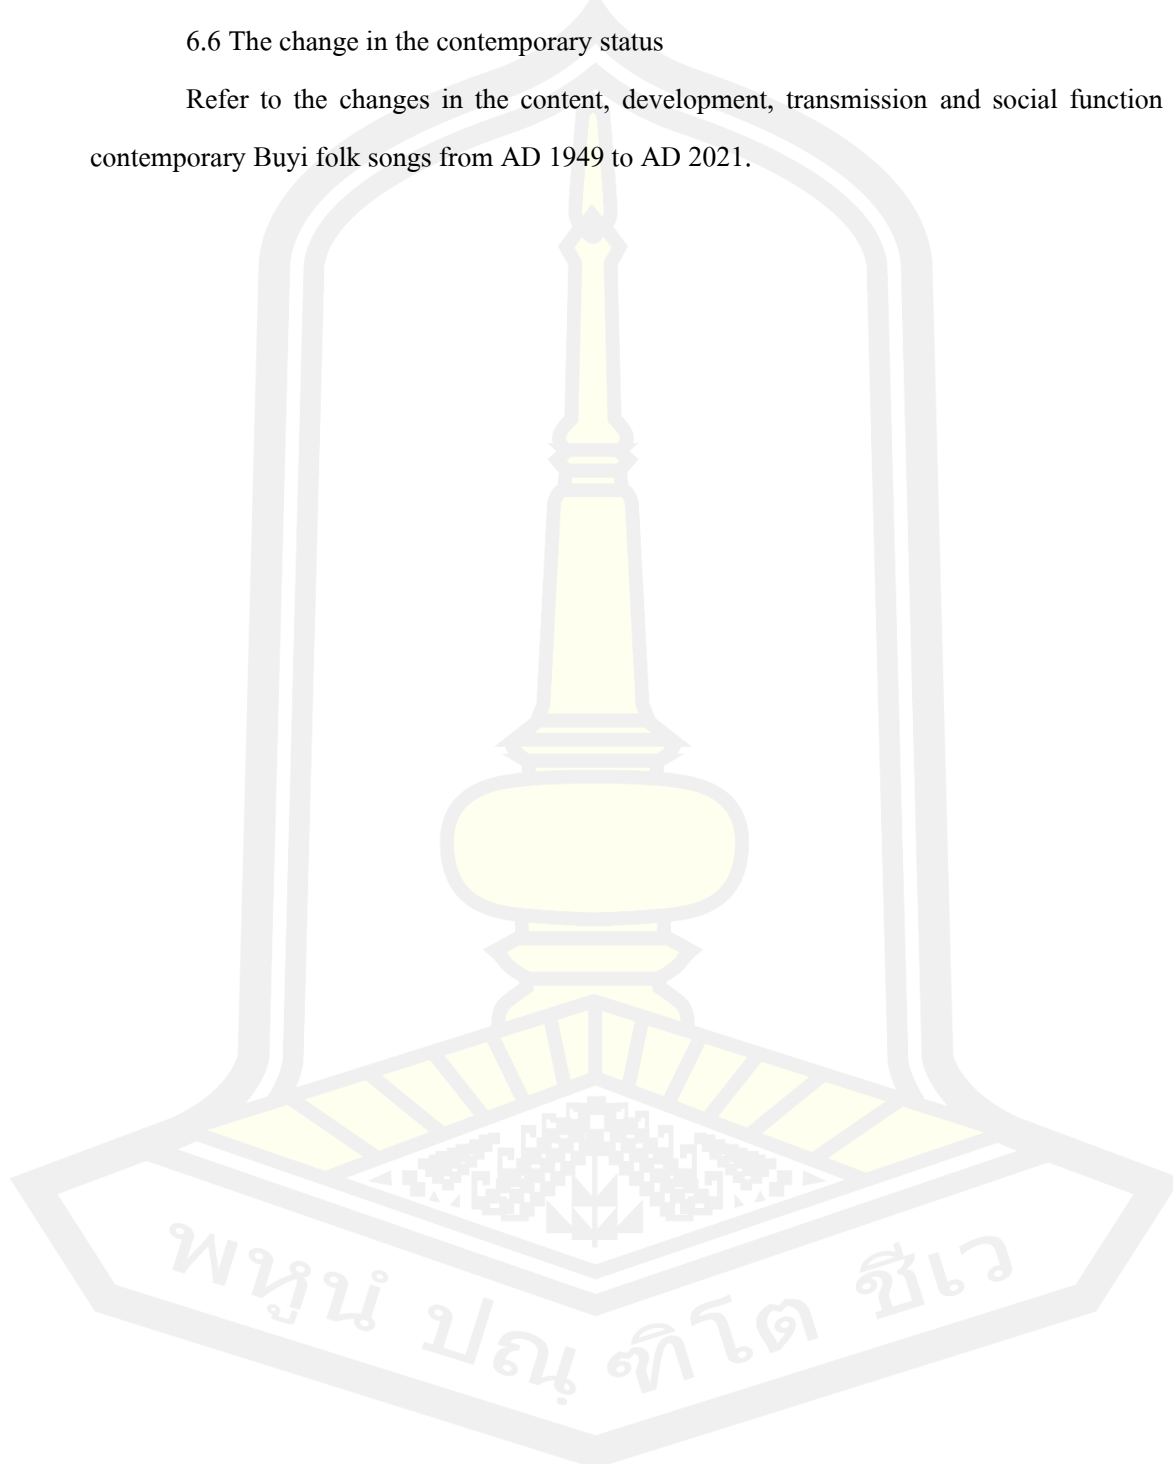 6.6 The change in the contemporary status
Refer to the changes in the content, development, transmission and social function
contemporary Buyi folk songs from AD 1949 to AD 2021.
พหูนํ ปณฺฑิโต ชีเว